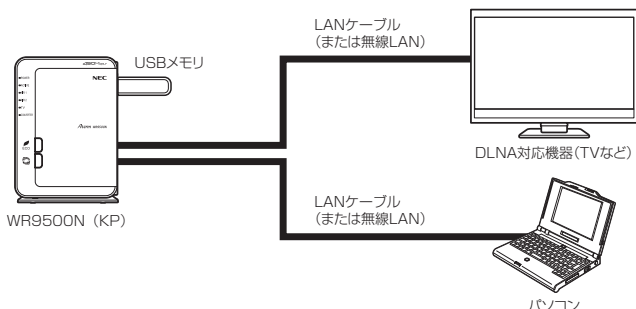 LANケーブル
（または無線LAN）
USBメモリ
NEC
DLNA対応機器（TVなど）
WR9500N（KP）
LANケーブル
（または無線LAN）
パソコン